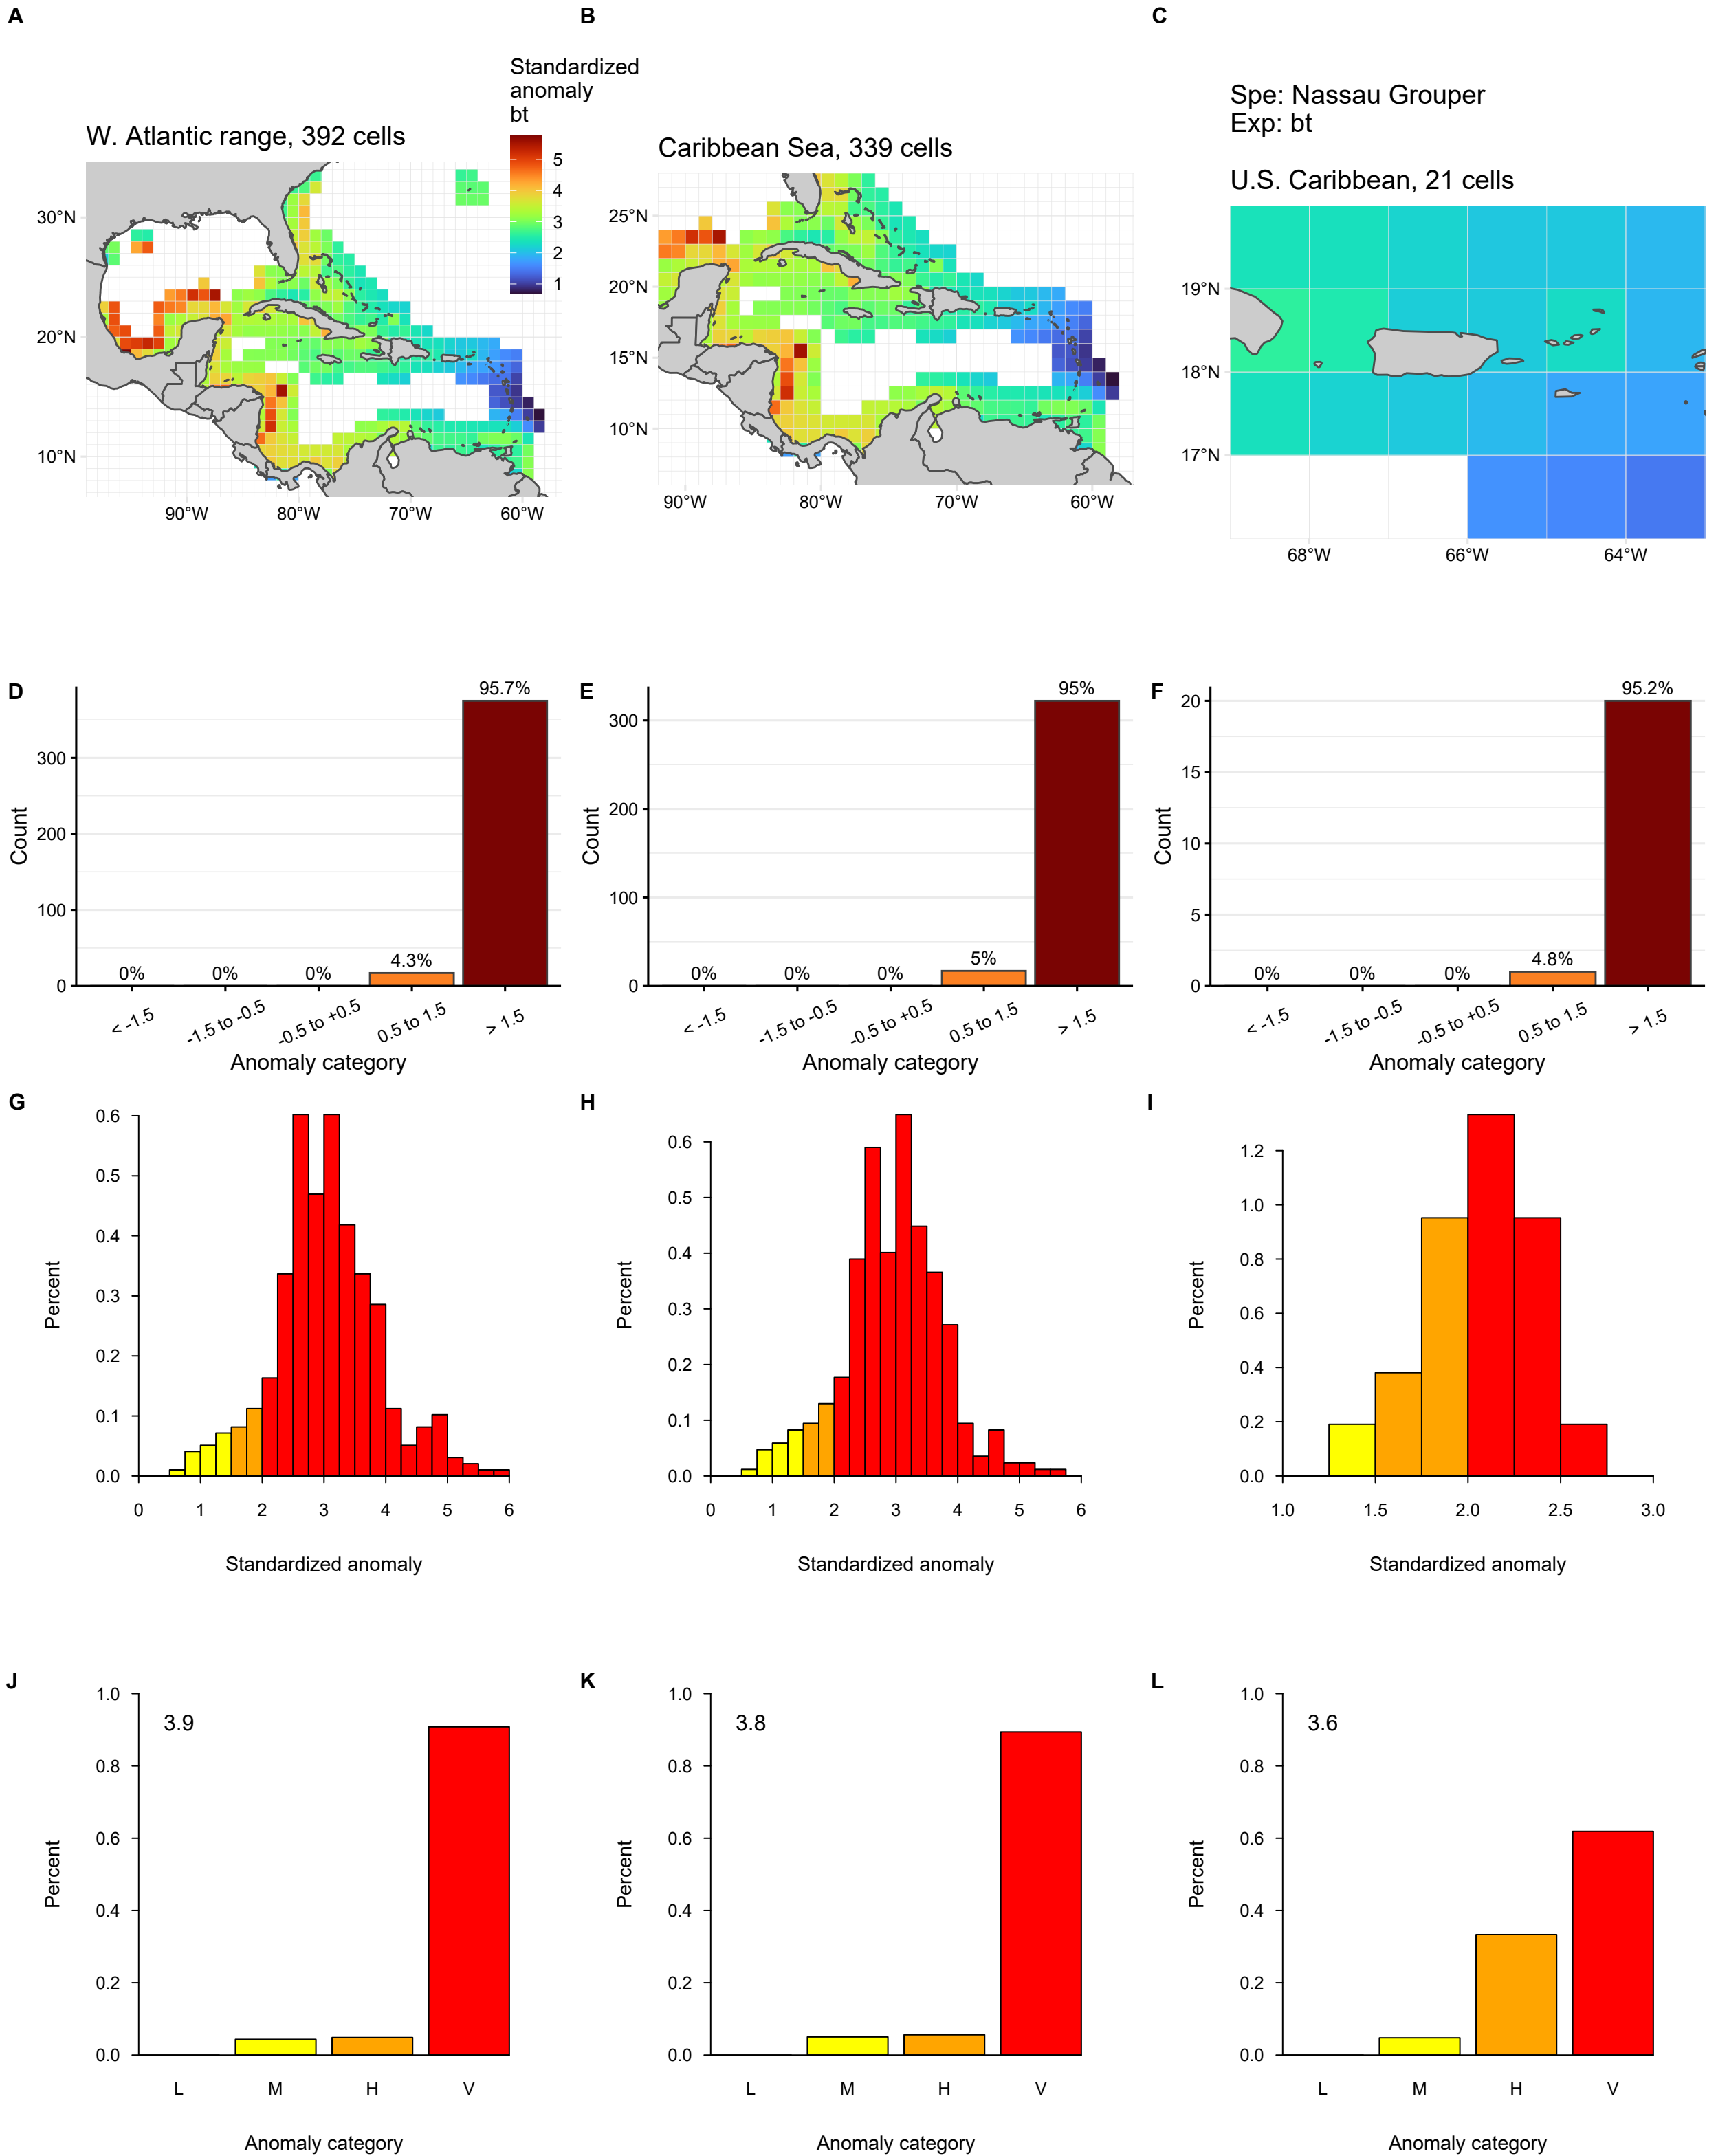 A
B
C
Standardized
anomaly
bt
5
4
3
2
1
W. Atlantic range, 392 cells
30°N
20°N
10°N
90°W 80°W 70°W 60°W
Caribbean Sea, 339 cells
25°N
20°N
15°N
10°N
90°W 80°W 70°W 60°W
Spe: Nassau Grouper
Exp: bt
U.S. Caribbean, 21 cells
19°N
18°N
17°N
68°W 66°W 64°W
D
95.7%
300
200
100
0
Count
0% 0% 0% 4.3%
< -1.5 -1.5 to -0.5 -0.5 to +0.5 0.5 to 1.5 > 1.5
Anomaly category
E
95%
300
200
100
0
Count
0% 0% 0% 5%
< -1.5 -1.5 to -0.5 -0.5 to +0.5 0.5 to 1.5 > 1.5
Anomaly category
F
95.2%
20
15
10
5
0
Count
0% 0% 0% 4.8%
< -1.5 -1.5 to -0.5 -0.5 to +0.5 0.5 to 1.5 > 1.5
Anomaly category
G
0.6
0.5
0.4
0.3
0.2
0.1
0.0
Percent
0 1 2 3 4 5 6
Standardized anomaly
H
0.6
0.5
0.4
0.3
0.2
0.1
0.0
Percent
0 1 2 3 4 5 6
Standardized anomaly
I
1.2
1.0
0.8
0.6
0.4
0.2
0.0
Percent
1.0 1.5 2.0 2.5 3.0
Standardized anomaly
J
3.9
1.0
0.8
0.6
0.4
0.2
0.0
Percent
L M H V
Anomaly category
K
3.8
1.0
0.8
0.6
0.4
0.2
0.0
Percent
L M H V
Anomaly category
L
3.6
1.0
0.8
0.6
0.4
0.2
0.0
Percent
L M H V
Anomaly category